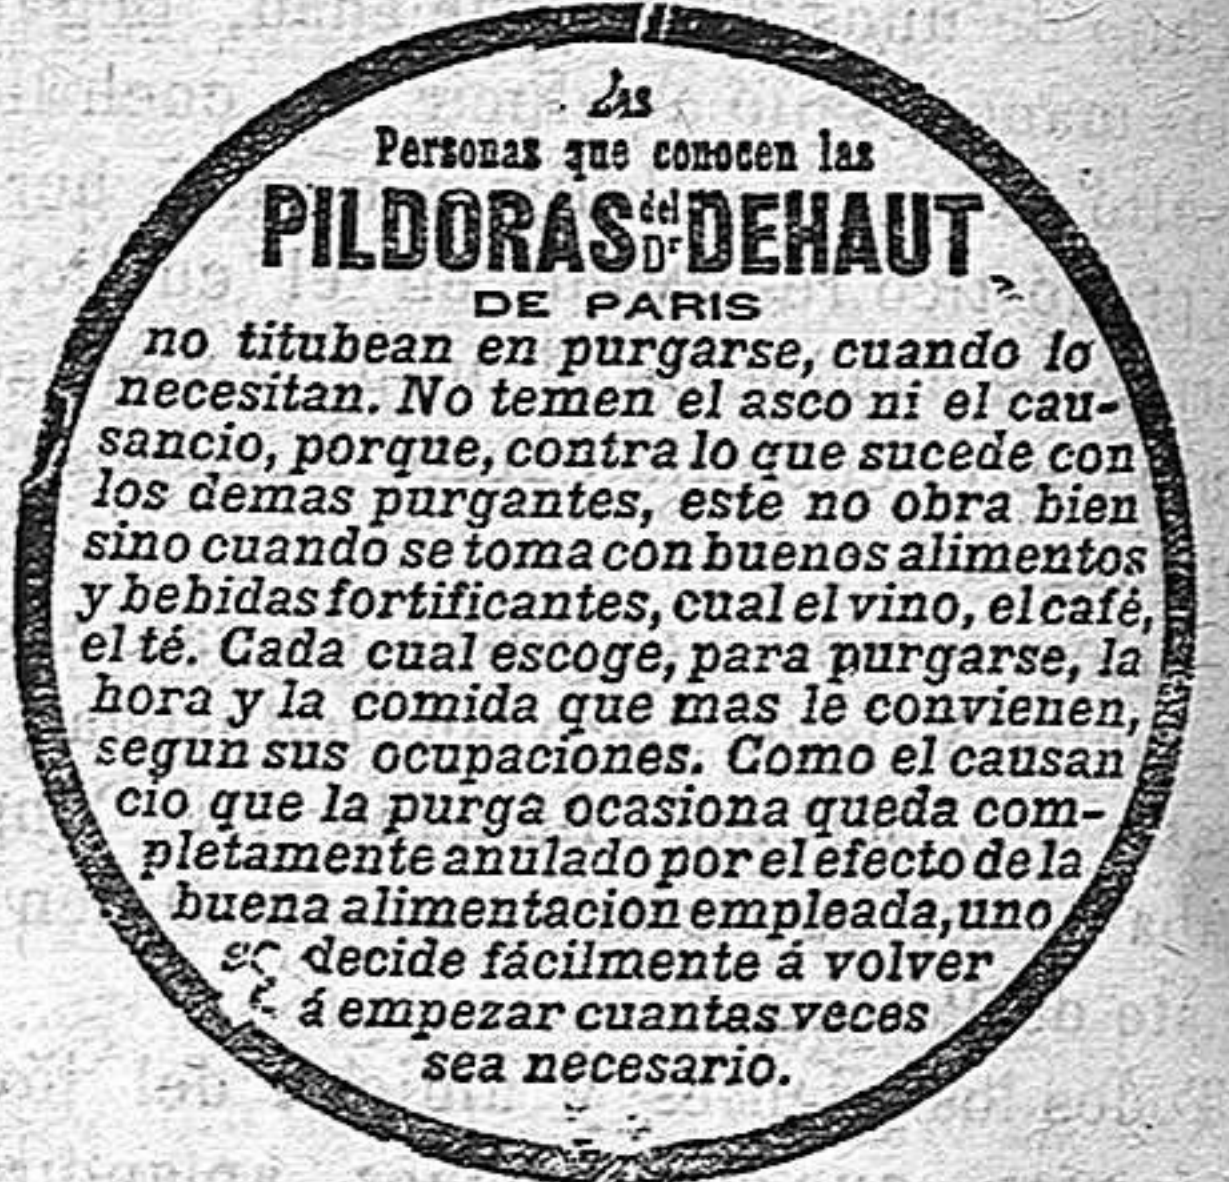 Las
Personas que conocen las
PILDORAS del Dr DEHAUT
DE PARIS
no titubean en purgarse, cuando lo
necesitan. No temen el asco ni el cau-
sancio, porque, contra lo que sucede con
los demas purgantes, este no obra bien
sino cuando se toma con buenos alimentos
y bebidas fortificantes, cual el vino, el café,
el té. Cada cual escoge, para purgarse, la
hora y la comida que mas le convienen,
segun sus ocupaciones. Como el causan
cio que la purga ocasiona queda com-
pletamente anulado por el efecto de la
buena alimentacion empleada, uno
se decide fácilmente á volver
á empezar cuantas veces
sea necesario.